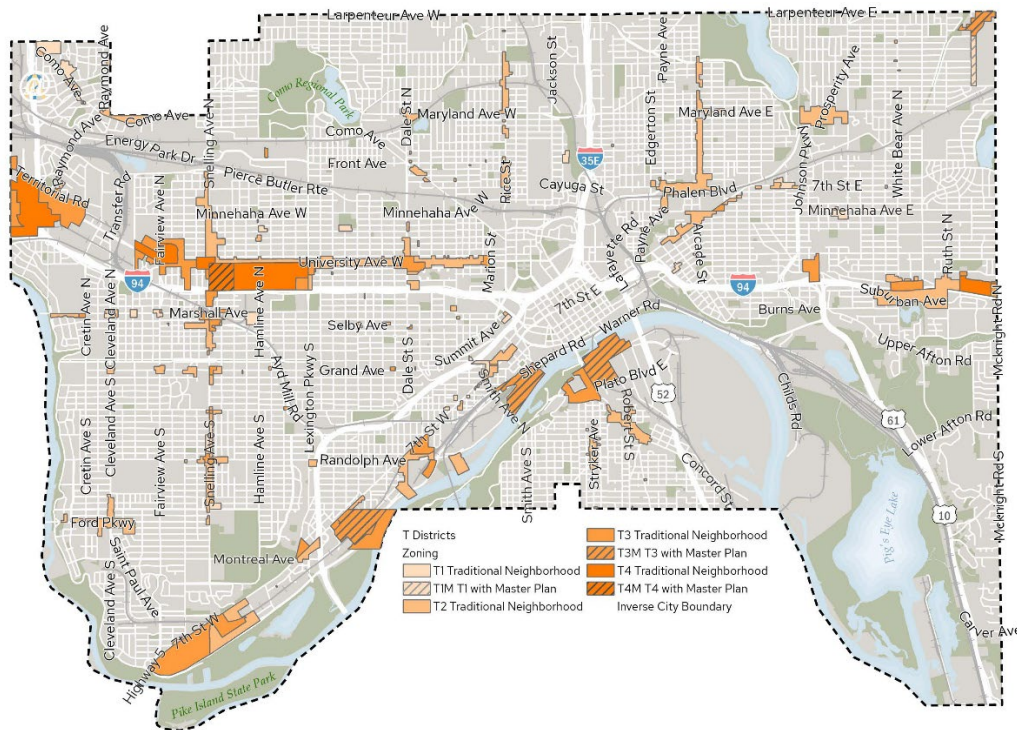 Larpenteur Ave W
Larpenteur Ave E
Como Ave
Raymond Ave
Snelling Ave N
Como Regional Park
Jackson St
Payne Ave
Prosperity Ave
Como Ave
Dale St N
Maryland Ave W
Edgerton St
Maryland Ave E
White Bear Ave N
Raymond Ave
Energy Park Dr
Como Ave
Front Ave
35E
Johnson Pkwy
Territorial Rd
Transfer Rd
Fairview Ave N
Pierce Butler Rte
Rice St
Cayuga St
Phalen Blvd
7th St E
Minnehaha Ave W
Minnehaha Ave W
Minnehaha Ave E
Lafayette Rd
Payne Ave
Arcade St
Ruth St N
94
University Ave W
Marion St
94
Suburban Ave
Cretin Ave N
Cleveland Ave N
Marshall Ave
Hamline Ave N
Selby Ave
7th St E
Burns Ave
Mcknight Rd N
Summit Ave
Warner Rd
Shepard Rd
Upper Afton Rd
Grand Ave
Ayd Mill Rd
Lexington Pkwy S
Dale St S
Smith Ave N
Plato Blvd E
52
Childs Rd
61
Lower Afton Rd
Cretin Ave S
Cleveland Ave S
Fairview Ave S
Snelling Ave S
Hamline Ave S
Randolph Ave
7th St W
Smith Ave S
Stryker Ave
Robert St S
Concord St
Mcknight Rd S
Pig's Eye Lake
10
Ford Pkwy
Saint Paul Ave
Montreal Ave
Cleveland Ave S
Highway 5
7th St W
Pike Island State Park
Carver Ave
T Districts
Zoning
T1 Traditional Neighborhood
T1M T1 with Master Plan
T2 Traditional Neighborhood
T3 Traditional Neighborhood
T3M T3 with Master Plan
T4 Traditional Neighborhood
T4M T4 with Master Plan
Inverse City Boundary